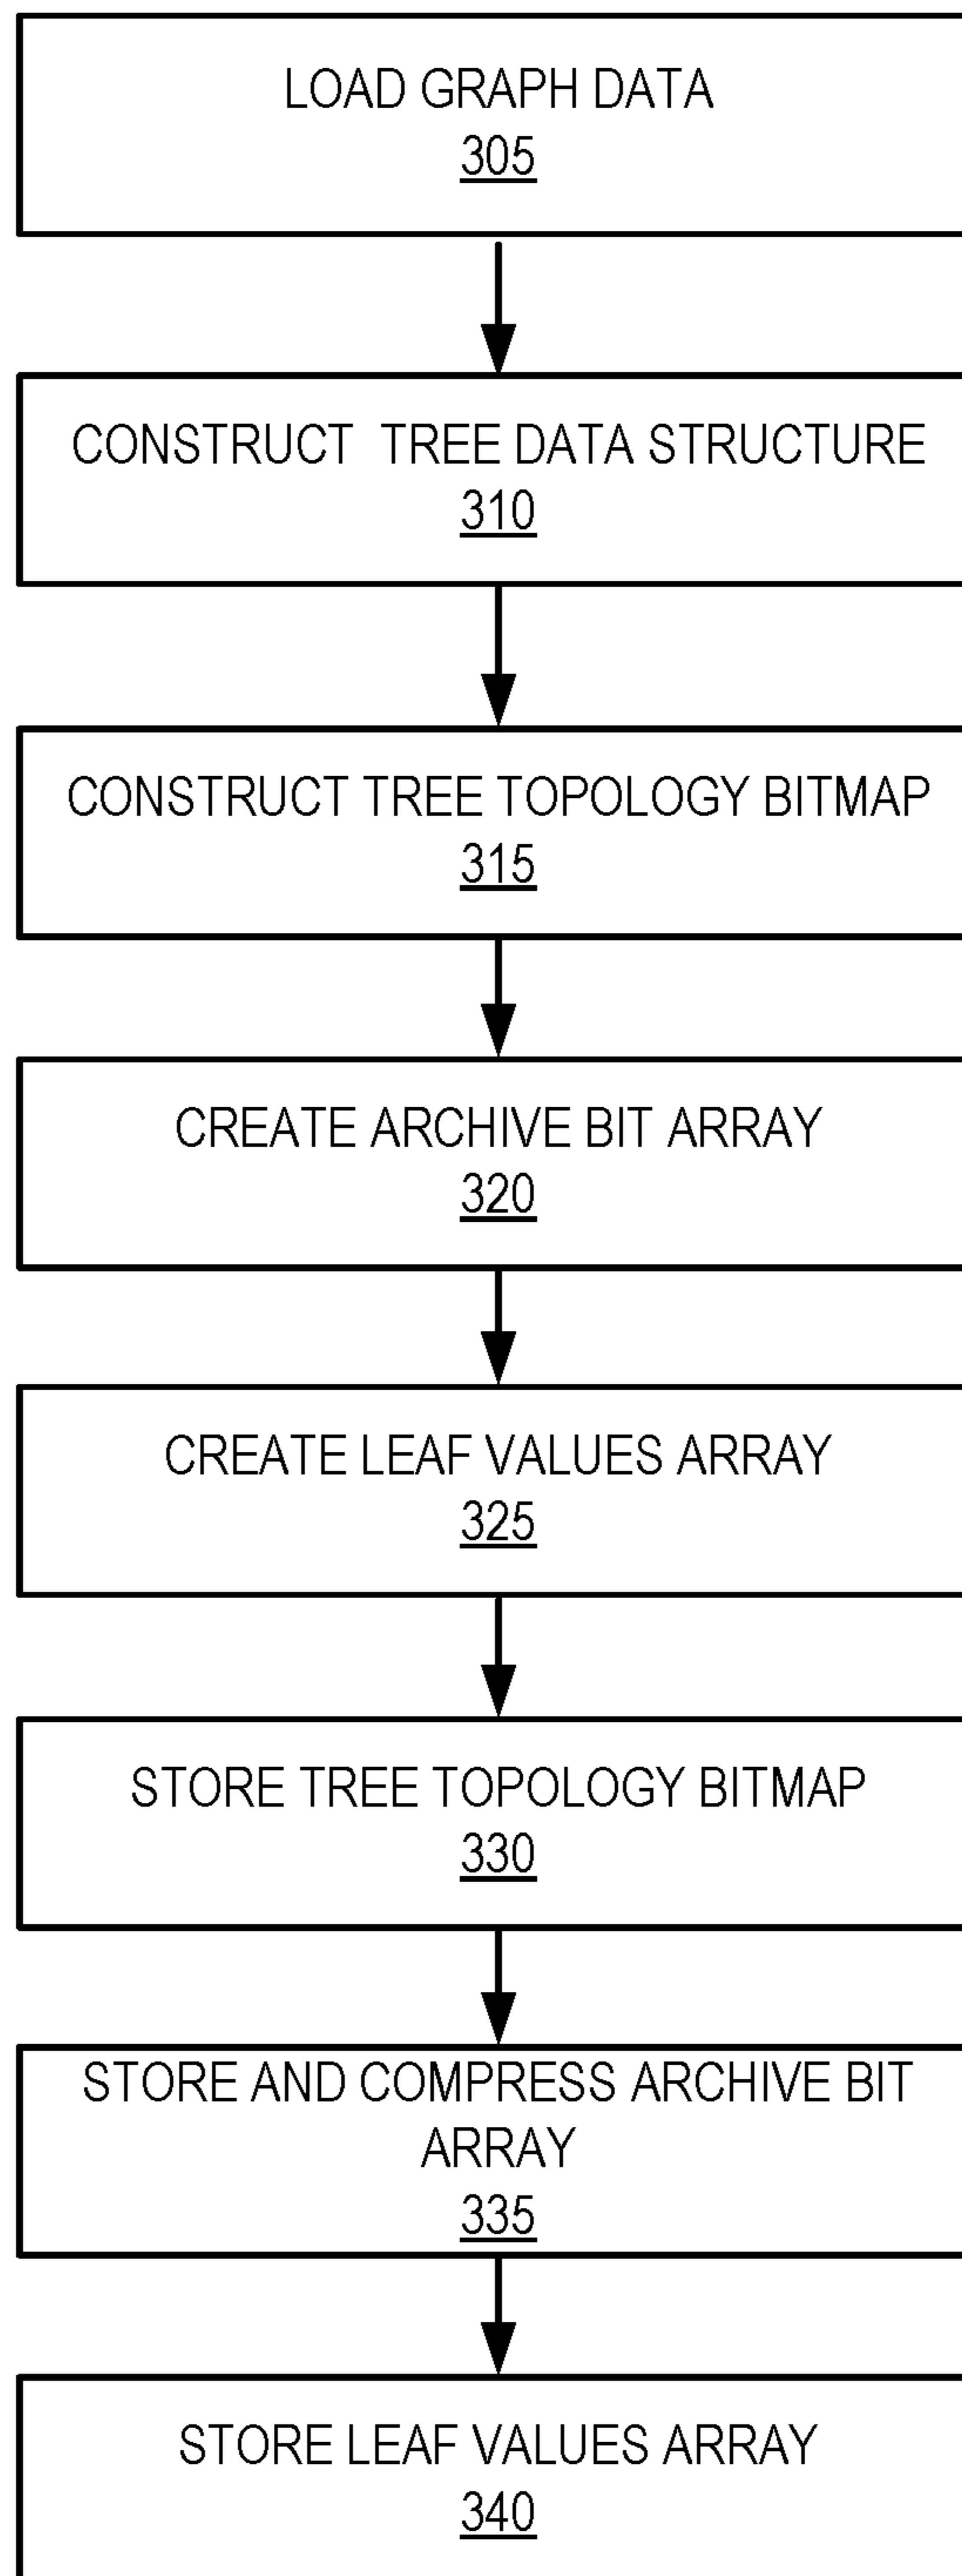 LOAD GRAPH DATA
305
CONSTRUCT TREE DATA STRUCTURE
310
CONSTRUCT TREE TOPOLOGY BITMAP
315
CREATE ARCHIVE BIT ARRAY
320
CREATE LEAF VALUES ARRAY
325
STORE TREE TOPOLOGY BITMAP
330
STORE AND COMPRESS ARCHIVE BIT
ARRAY
335
STORE LEAF VALUES ARRAY
340